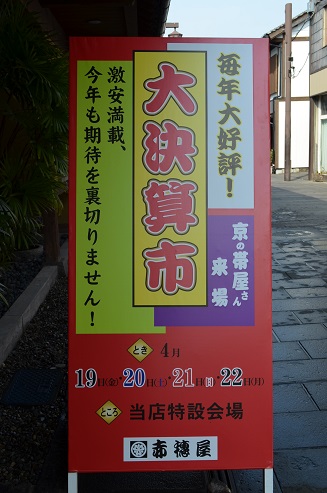 毎年大好評！
大決算市
激安満載、
今年も期待を裏切りません！
京の帯屋さん
来場
とき 4月
19日(金)・20日(土)・21日(日)・22日(月)
ところ 当店特設会場
赤穂屋